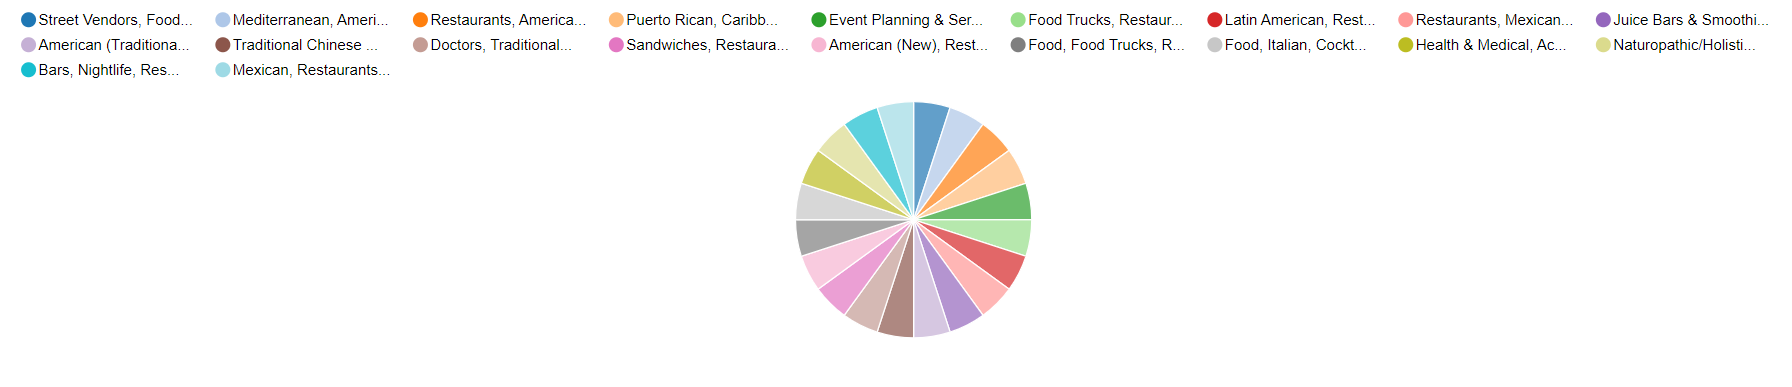 Street Vendors, Food... Mediterranean, Ameri... Restaurants, America... Puerto Rican, Caribb... Event Planning & Ser... Food Trucks, Restaur... Latin American, Rest... Restaurants, Mexican... Juice Bars & Smoothi...
American (Traditiona... Traditional Chinese ... Doctors, Traditional... Sandwiches, Restaura... American (New), Rest... Food, Food Trucks, R... Food, Italian, Cockt... Health & Medical, Ac... Naturopathic/Holisti...
Bars, Nightlife, Res... Mexican, Restaurants...